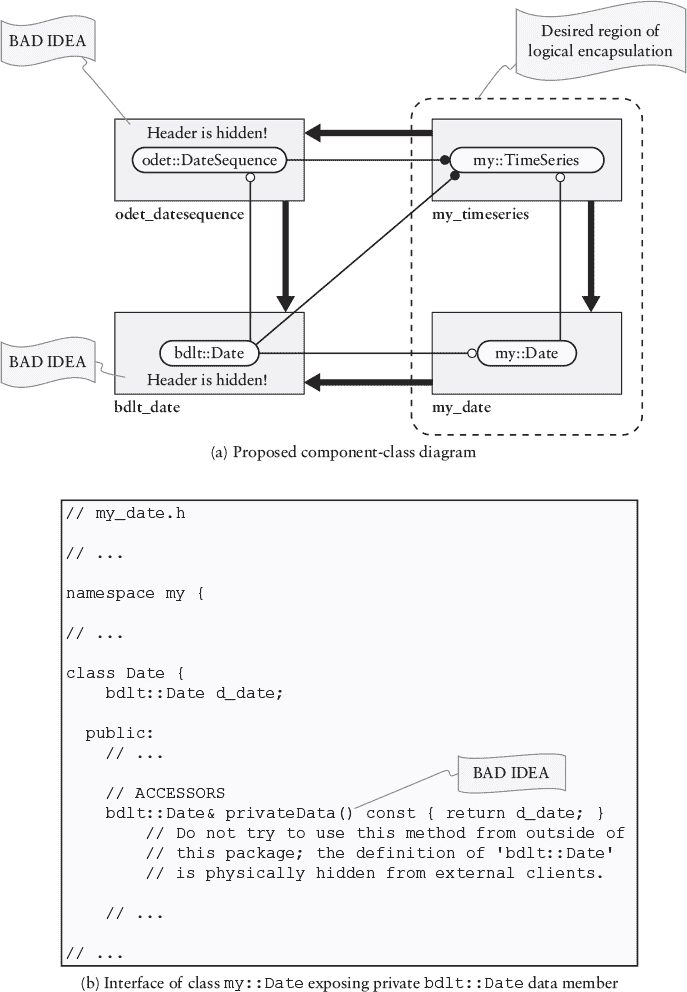 BAD IDEA
Desired region of
logical encapsulation
Header is hidden!
odet::DateSequence
my::TimeSeries
odet_datesequence
my_timeseries
BAD IDEA
bdlt::Date
my::Date
Header is hidden!
bdlt_date
my_date
(a) Proposed component-class diagram
// my_date.h
// ...
namespace my {
// ...
class Date {
bdlt::Date d_date;
public:
// ...
BAD IDEA
// ACCESSORS
bdlt::Date& privateData() const { return d_date; }
// Do not try to use this method from outside of
// this package; the definition of 'bdlt::Date'
// is physically hidden from external clients.
// ...
// ...
(b) Interface of class my::Date exposing private bdlt::Date data member